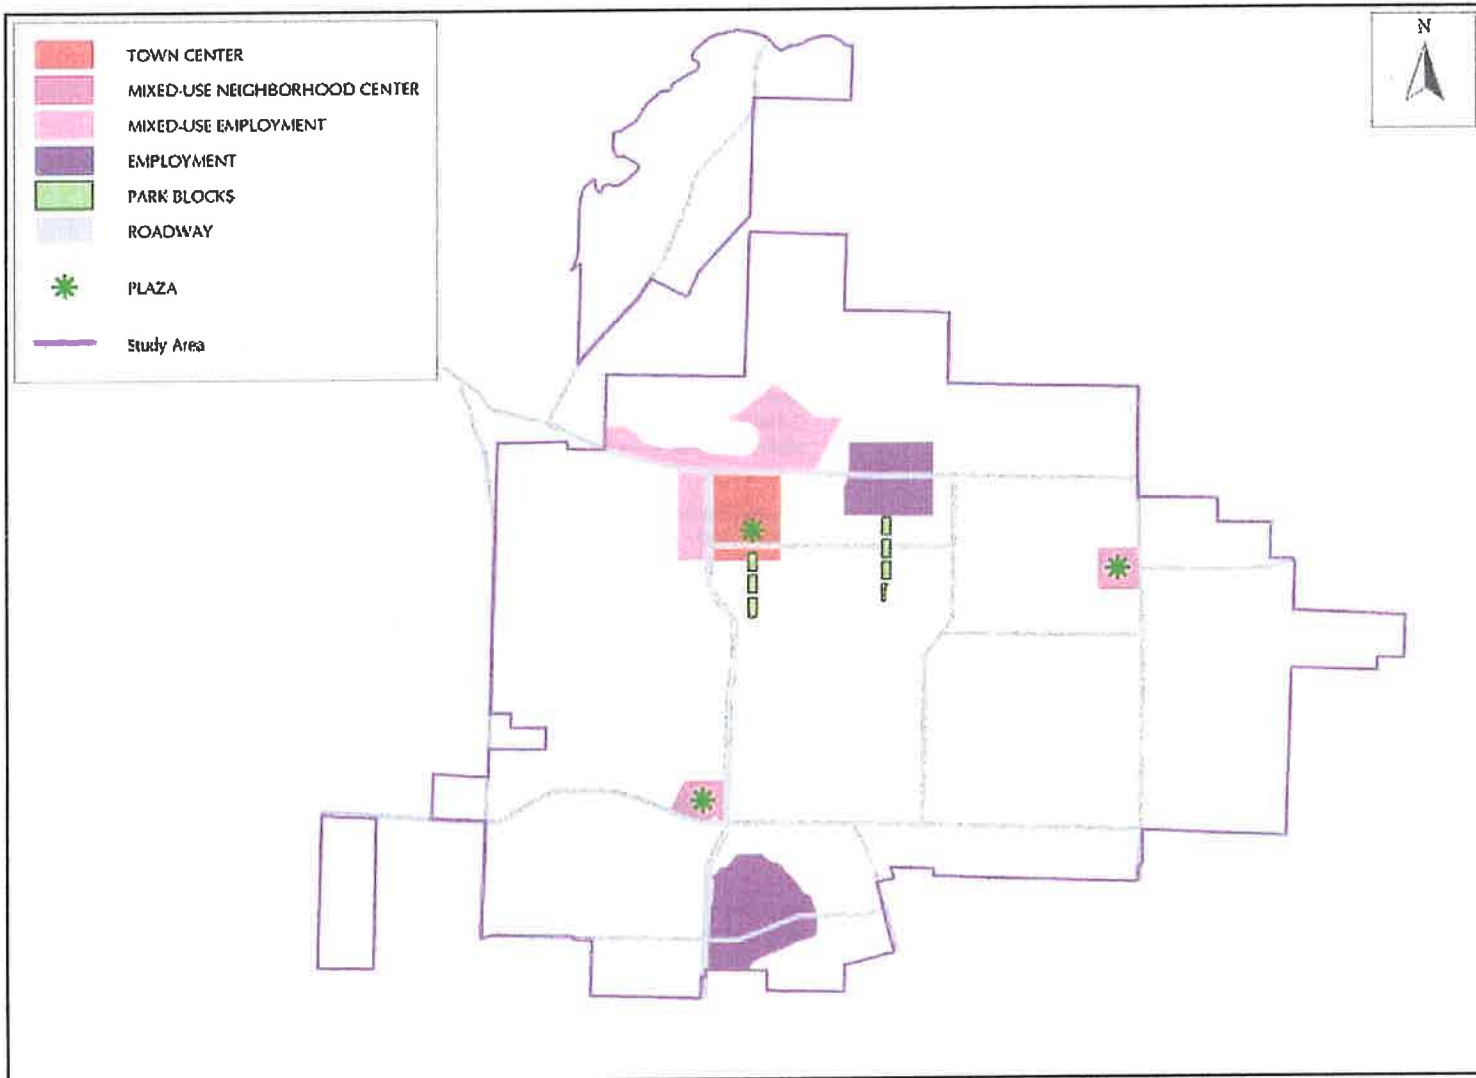 TOWN CENTER
MIXED-USE NEIGHBORHOOD CENTER
MIXED-USE EMPLOYMENT
EMPLOYMENT
PARK BLOCKS
ROADWAY
PLAZA
Study Area
N